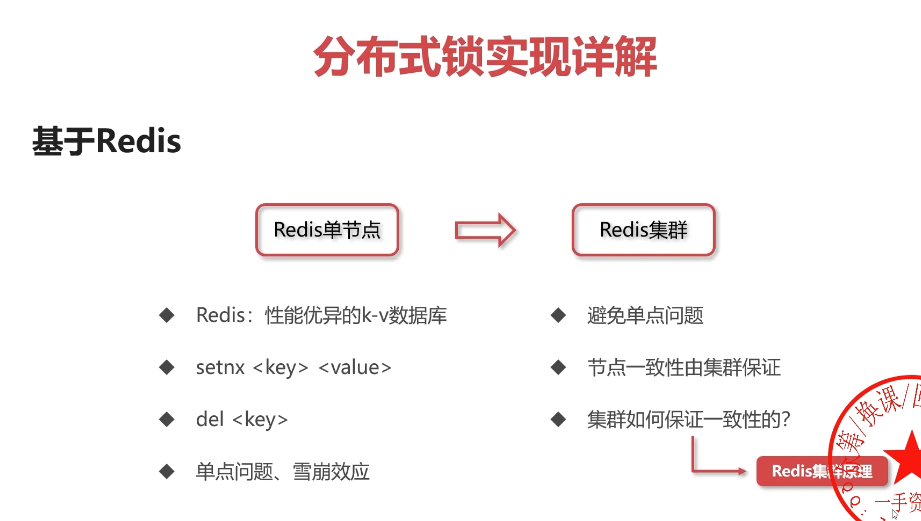 分布式锁实现详解
基于Redis
Redis单节点
Redis集群
◆ Redis：性能优异的k-v数据库
◆ setnx <key> <value>
◆ del <key>
◆ 单点问题、雪崩效应
◆ 避免单点问题
◆ 节点一致性由集群保证
◆ 集群如何保证一致性的？
Redis集群原理
筹/换课/
一手资